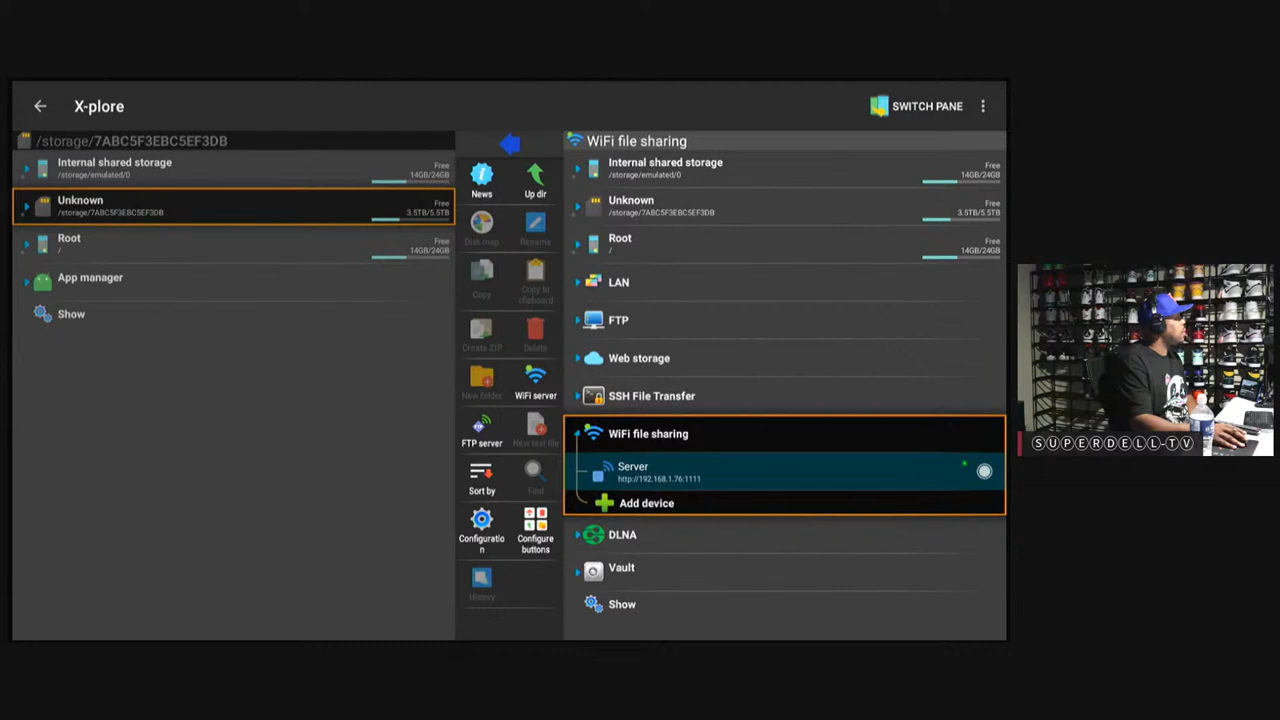 X-plore
SWITCH PANE
/storage/7ABC5F3EBC5EF3DB
Internal shared storage
/storage/emulated/0
Free
14GB/24GB
Unknown
/storage/7ABC5F3EBC5EF3DB
Free
3.5TB/5.5TB
Root
/
Free
14GB/24GB
App manager
Show
News
Up dir
Disk map
Rename
Copy
Copy to
clipboard
Create ZIP
Delete
New folder
WiFi server
FTP server
New text file
Sort by
Find
Configuratio
n
Configure
buttons
History
WiFi file sharing
Internal shared storage
/storage/emulated/0
Free
14GB/24GB
Unknown
/storage/7ABC5F3EBC5EF3DB
Free
3.5TB/5.5TB
Root
/
Free
14GB/24GB
LAN
FTP
Web storage
SSH File Transfer
WiFi file sharing
Server
http://192.168.1.76:1111
Add device
DLNA
Vault
Show
SUPERDELL-TV